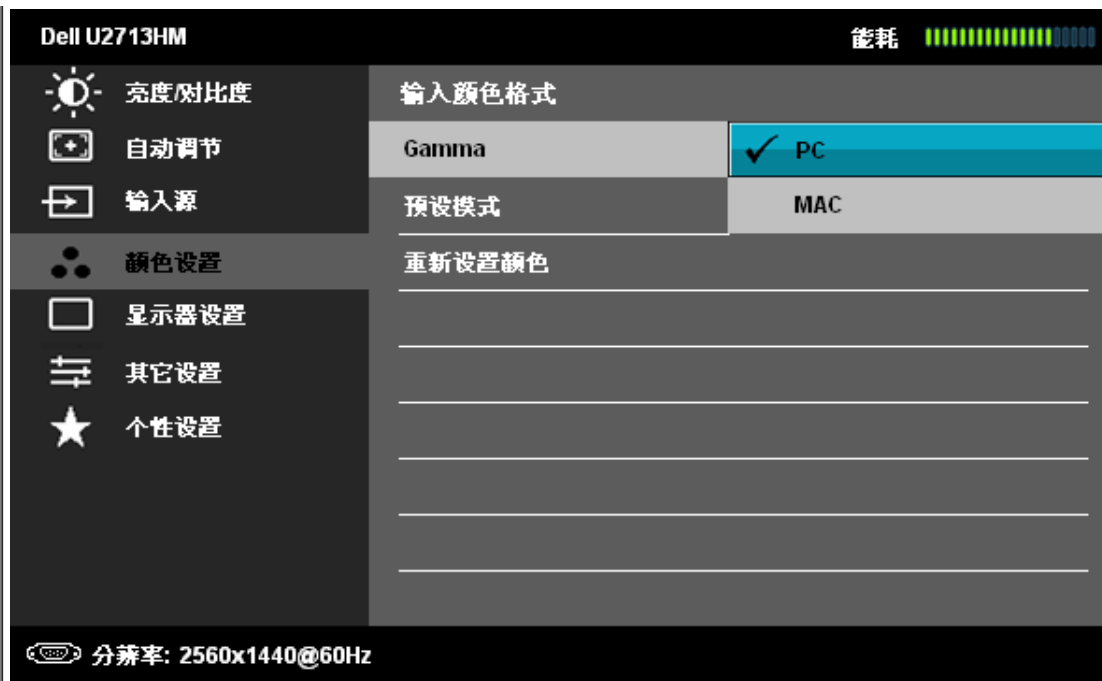 Dell U2713HM
能耗
亮度/对比度
自动调节
输入源
颜色设置
显示器设置
其它设置
个性设置
输入颜色格式
Gamma
PC
预设模式
MAC
重新设置颜色
分辨率: 2560x1440@60Hz